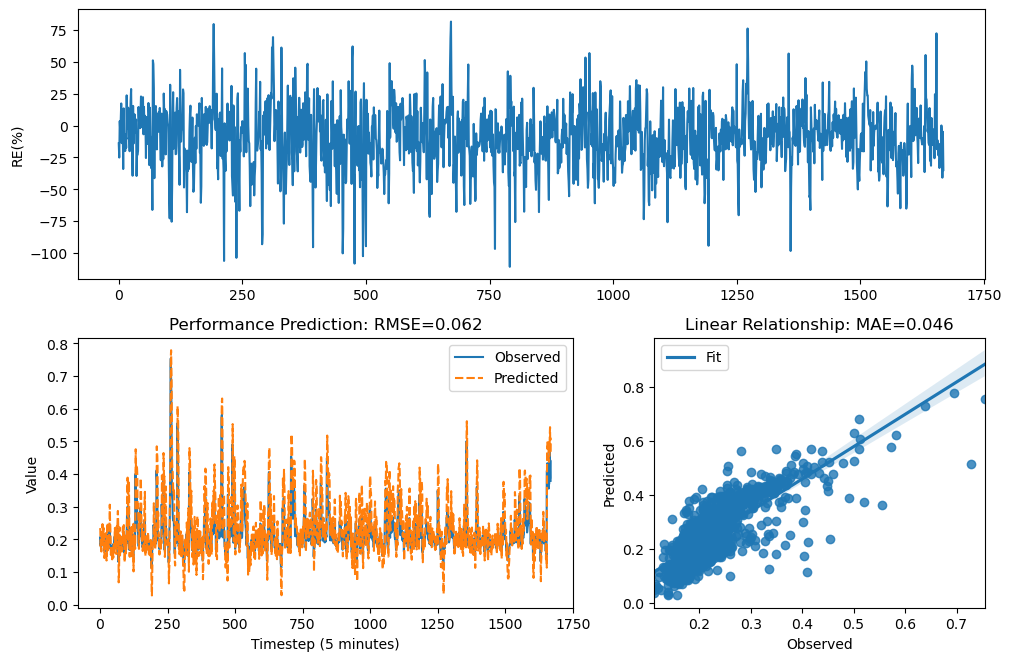 75
50
25
0
−25
−50
−75
−100
RE(%)
0 250 500 750 1000 1250 1500 1750
Performance Prediction: RMSE=0.062
0.8
0.7
0.6
0.5
0.4
0.3
0.2
0.1
0.0
Value
Observed
Predicted
0 250 500 750 1000 1250 1500 1750
Timestep (5 minutes)
Linear Relationship: MAE=0.046
Fit
0.8
0.6
0.4
0.2
0.0
Predicted
0.2 0.3 0.4 0.5 0.6 0.7
Observed